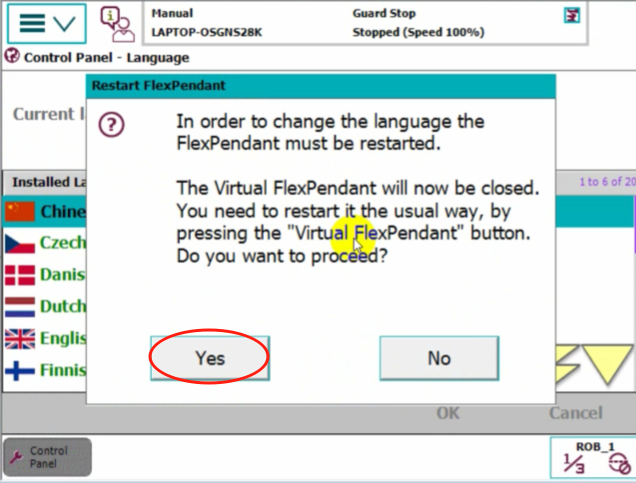 Manual
LAPTOP-OSGNS28K
Guard Stop
Stopped (Speed 100%)
Control Panel - Language
Restart FlexPendant
Current l
In order to change the language the
FlexPendant must be restarted.
Installed La
1 to 6 of 20
The Virtual FlexPendant will now be closed.
You need to restart it the usual way, by
pressing the "Virtual FlexPendant" button.
Do you want to proceed?
Chine
Czech
Danis
Dutch
Englis
Finnis
Yes
No
OK
Cancel
Control
Panel
ROB_1
1/3